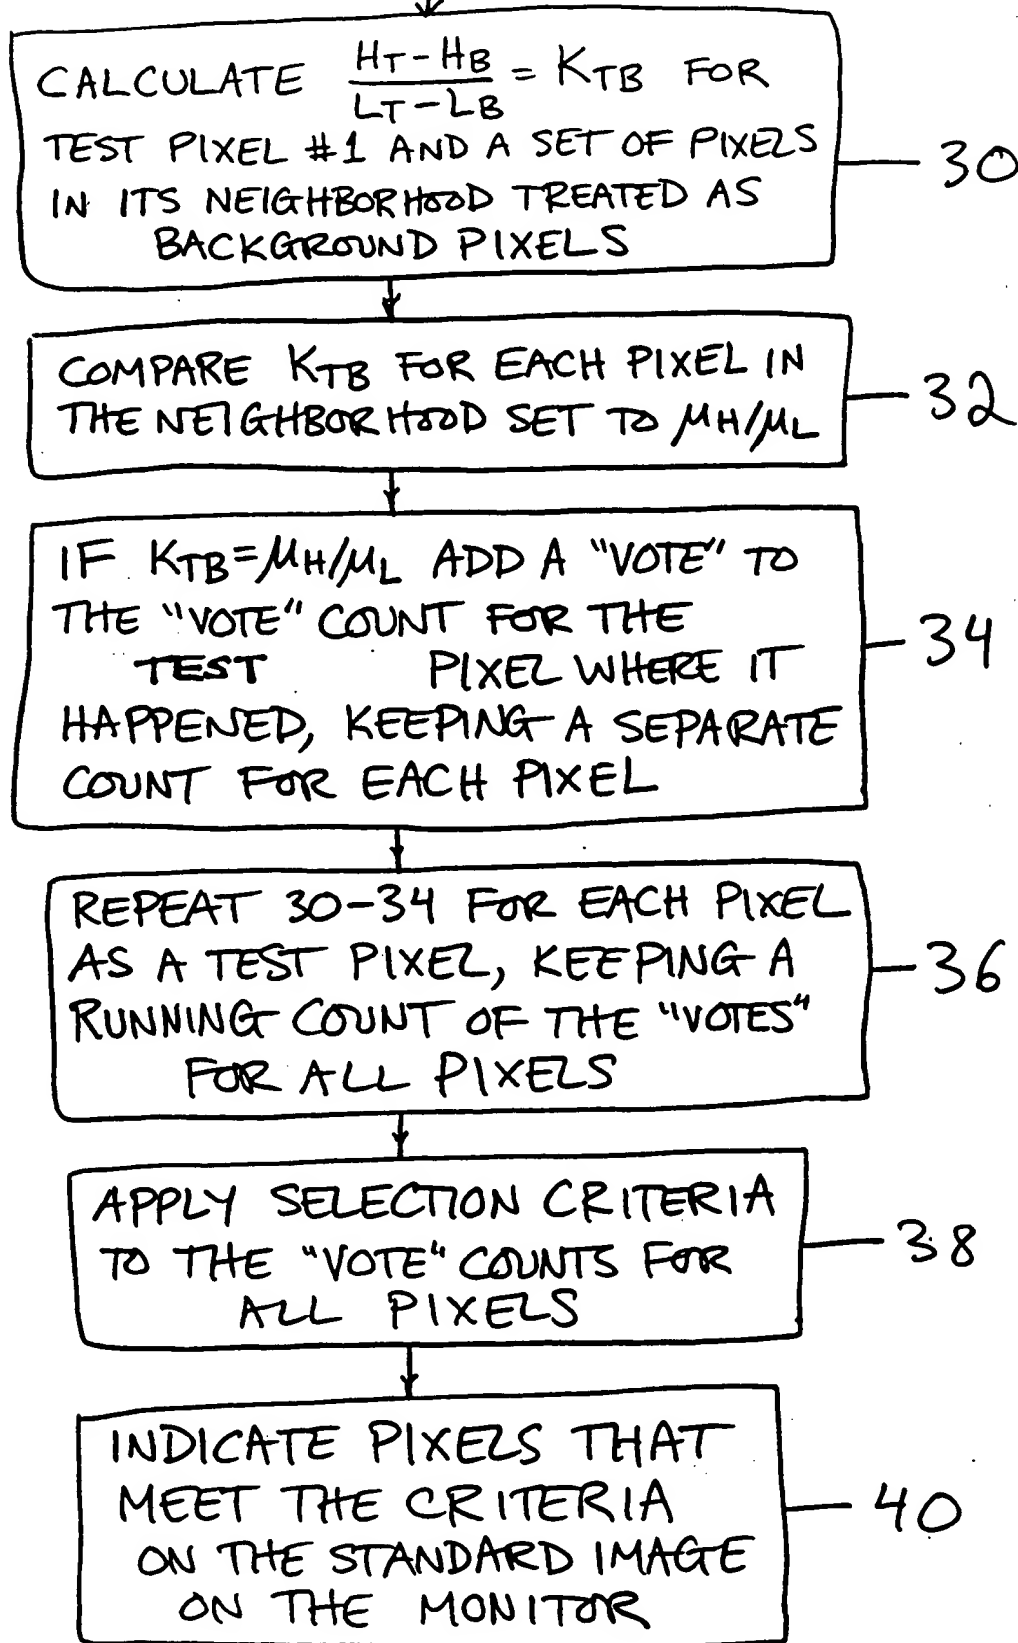 CALCULATE (HT-HB)/(LT-LB) = KTB FOR
TEST PIXEL #1 AND A SET OF PIXELS
IN ITS NEIGHBORHOOD TREATED AS
BACKGROUND PIXELS
30
COMPARE KTB FOR EACH PIXEL IN
THE NEIGHBORHOOD SET TO μH/μL
32
IF KTB=μH/μL ADD A "VOTE" TO
THE "VOTE" COUNT FOR THE
TEST PIXEL WHERE IT
HAPPENED, KEEPING A SEPARATE
COUNT FOR EACH PIXEL
34
REPEAT 30-34 FOR EACH PIXEL
AS A TEST PIXEL, KEEPING A
RUNNING COUNT OF THE "VOTES"
FOR ALL PIXELS
36
APPLY SELECTION CRITERIA
TO THE "VOTE" COUNTS FOR
ALL PIXELS
38
INDICATE PIXELS THAT
MEET THE CRITERIA
ON THE STANDARD IMAGE
ON THE MONITOR
40